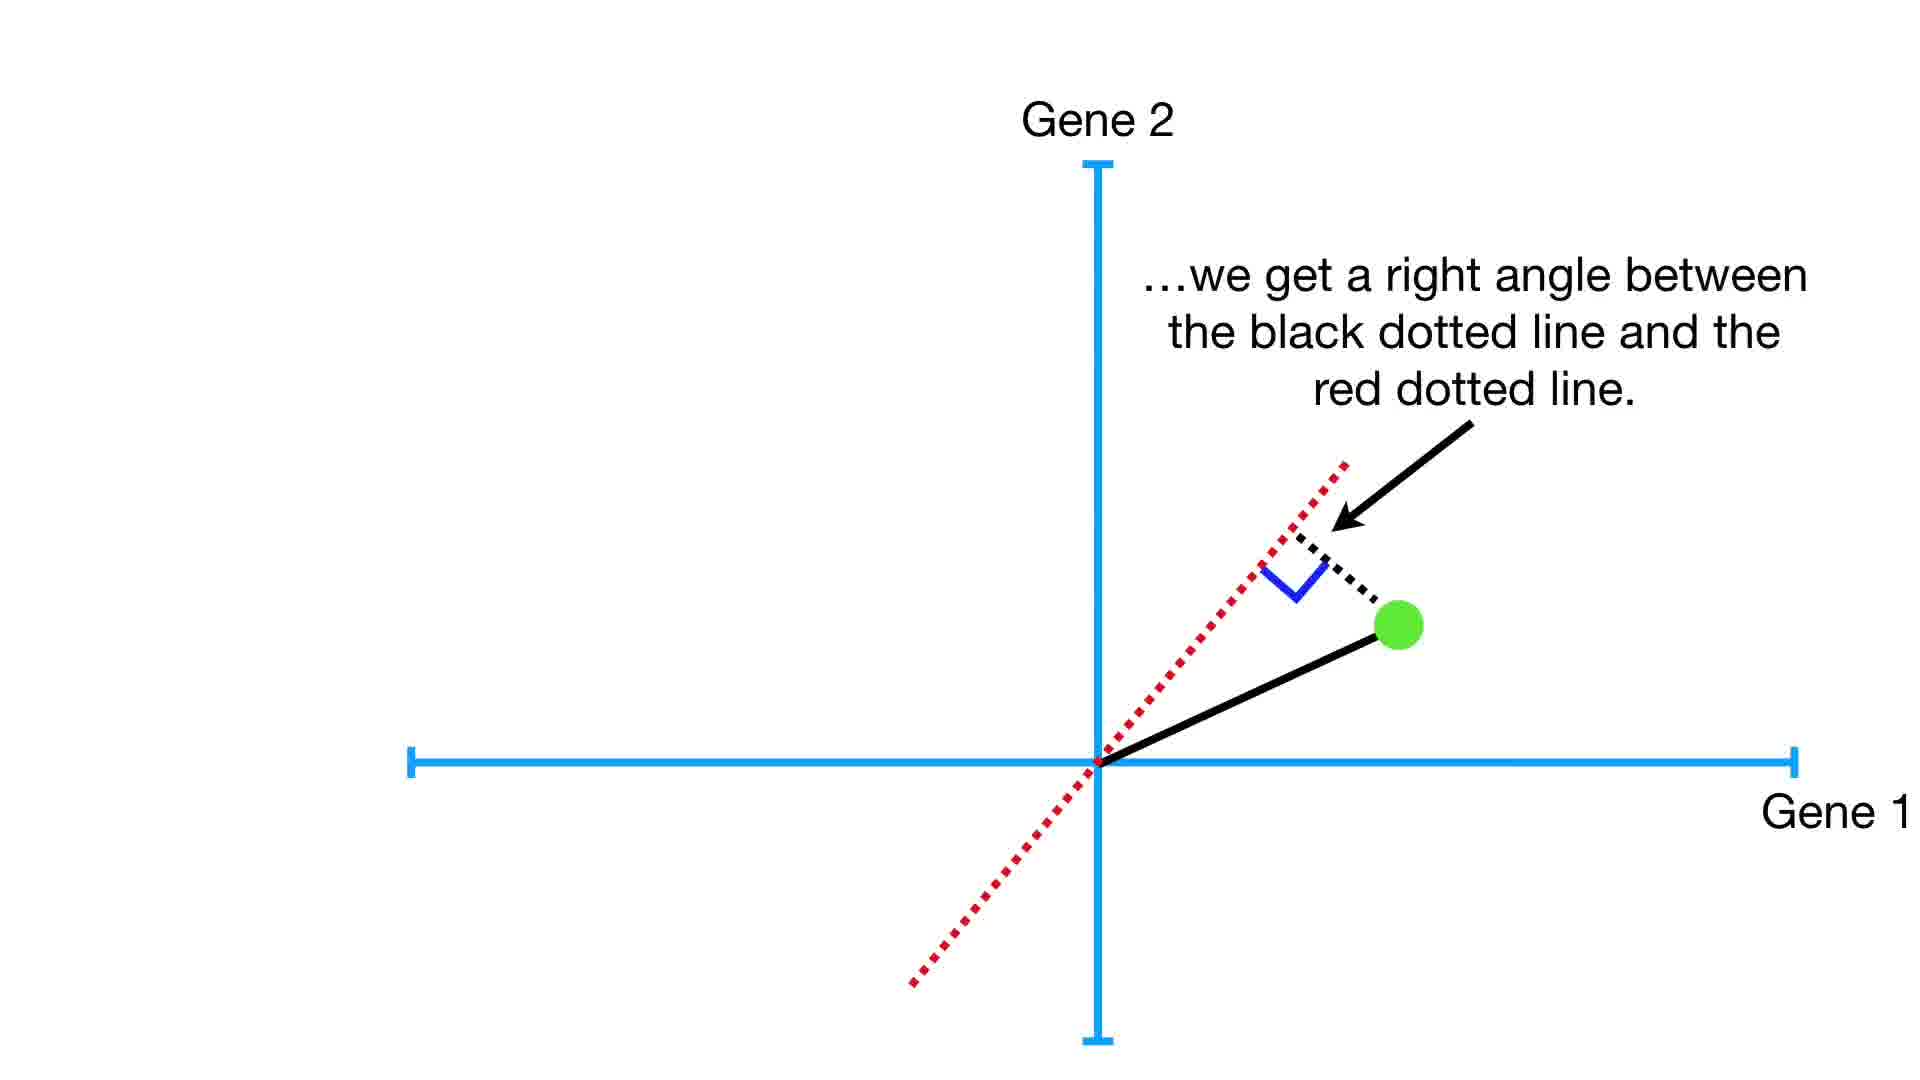 Gene 2
…we get a right angle between
the black dotted line and the
red dotted line.
Gene 1